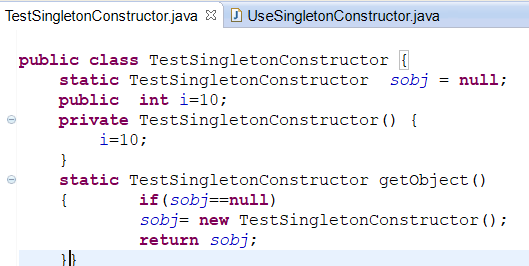 TestSingletonConstructor.java UseSingletonConstructor.java
public class TestSingletonConstructor {
static TestSingletonConstructor sobj = null;
public int i=10;
private TestSingletonConstructor() {
i=10;
}
static TestSingletonConstructor getObject()
{ if(sobj==null)
sobj= new TestSingletonConstructor();
return sobj;
}}